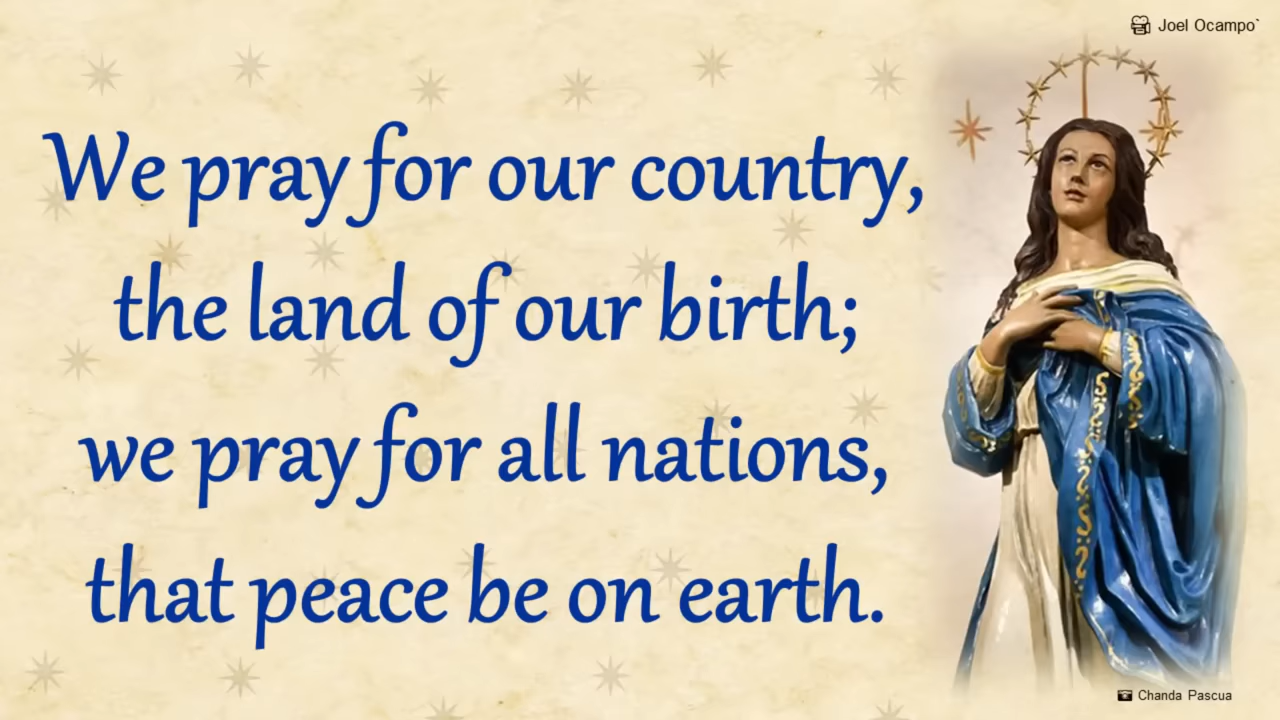 Joel Ocampo`
We pray for our country,
the land of our birth;
we pray for all nations,
that peace be on earth.
Chanda Pascua